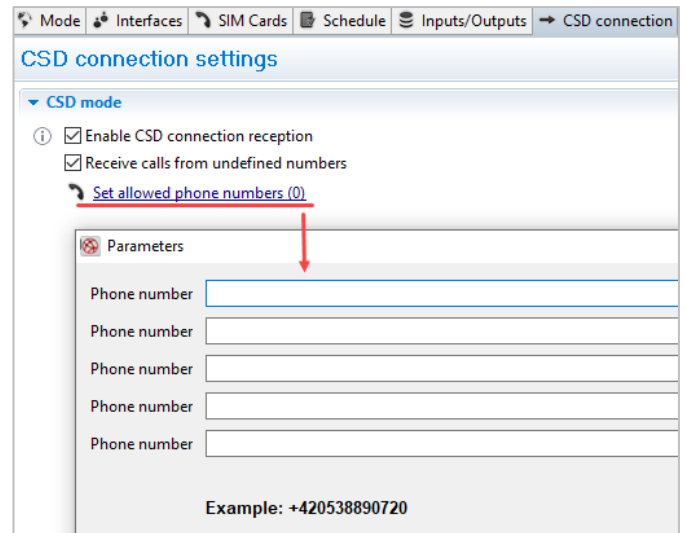 Mode Interfaces SIM Cards Schedule Inputs/Outputs CSD connection
CSD connection settings
CSD mode
Enable CSD connection reception
Receive calls from undefined numbers
Set allowed phone numbers (0)
Parameters
Phone number
Phone number
Phone number
Phone number
Phone number
Example: +420538890720